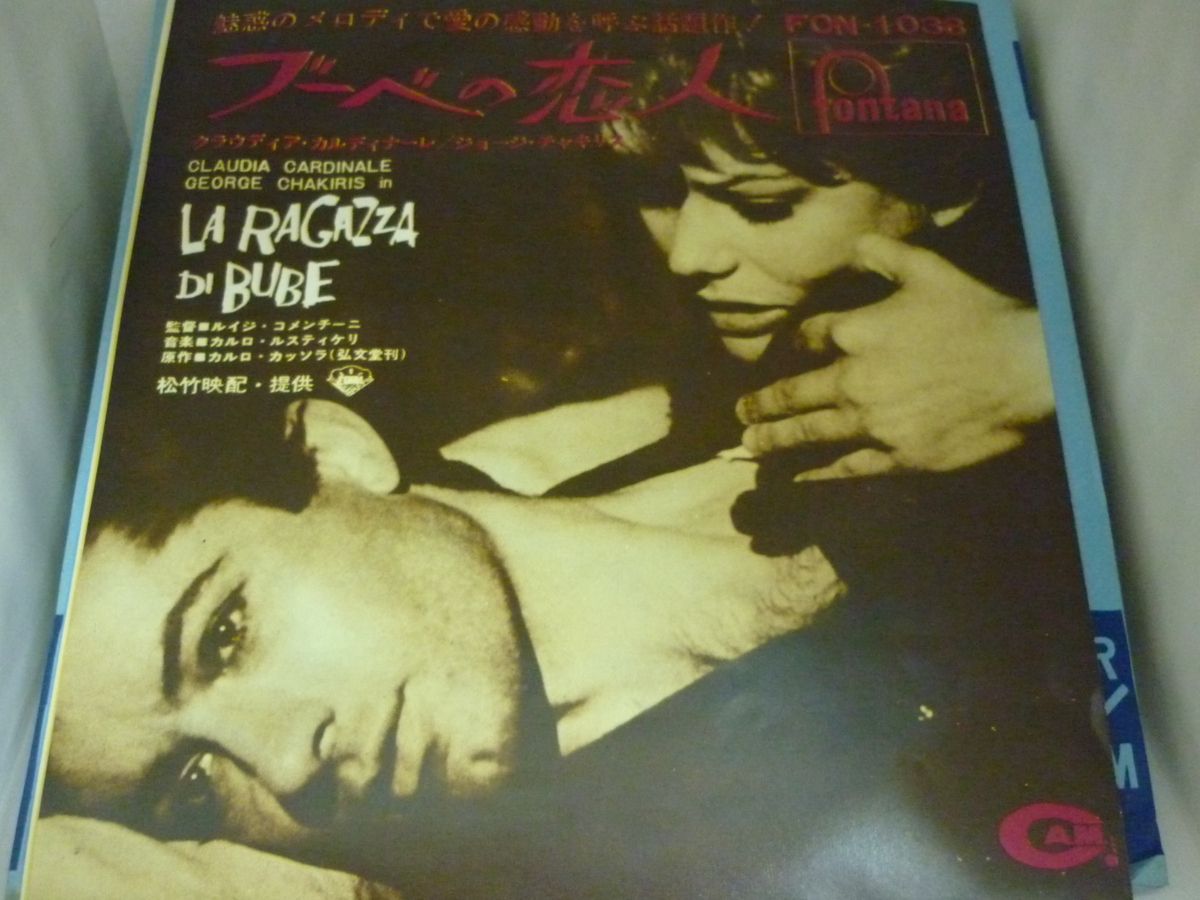 魅惑のメロディで愛の感動を呼ぶ話題作!
FON-1038
ブーベの恋人
fontana
クラウディア・カルディナーレ/ジョージ・チャキリス
CLAUDIA CARDINALE
GEORGE CHAKIRIS in
LA RAGAZZA
DI BUBE
監督■ルイジ・コメンチーニ
音楽■カルロ・ルスティケリ
原作■カルロ・カッソラ(弘文堂刊)
松竹映配・提供
R/
M
CAM